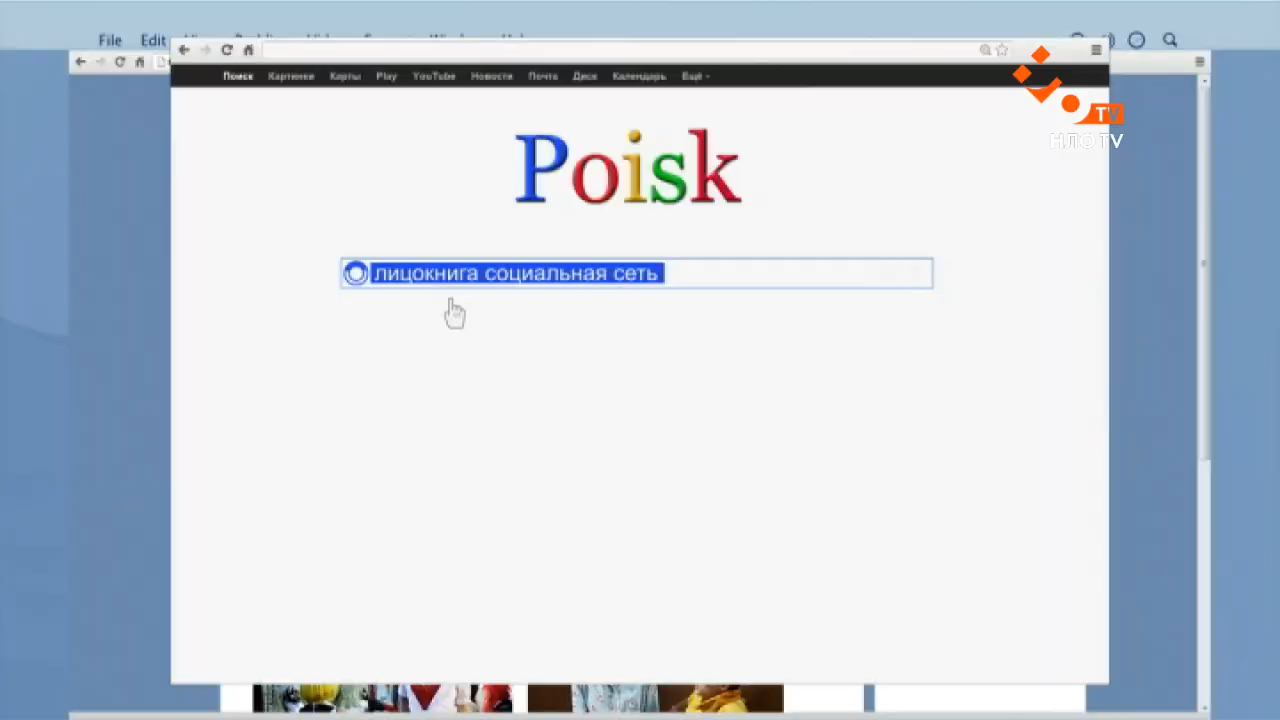 File Edit
Поиск Картинки Карты Play YouTube Новости Почта Диск Календарь Ещё
TV
НЛО TV
Poisk
лицокнига социальная сеть